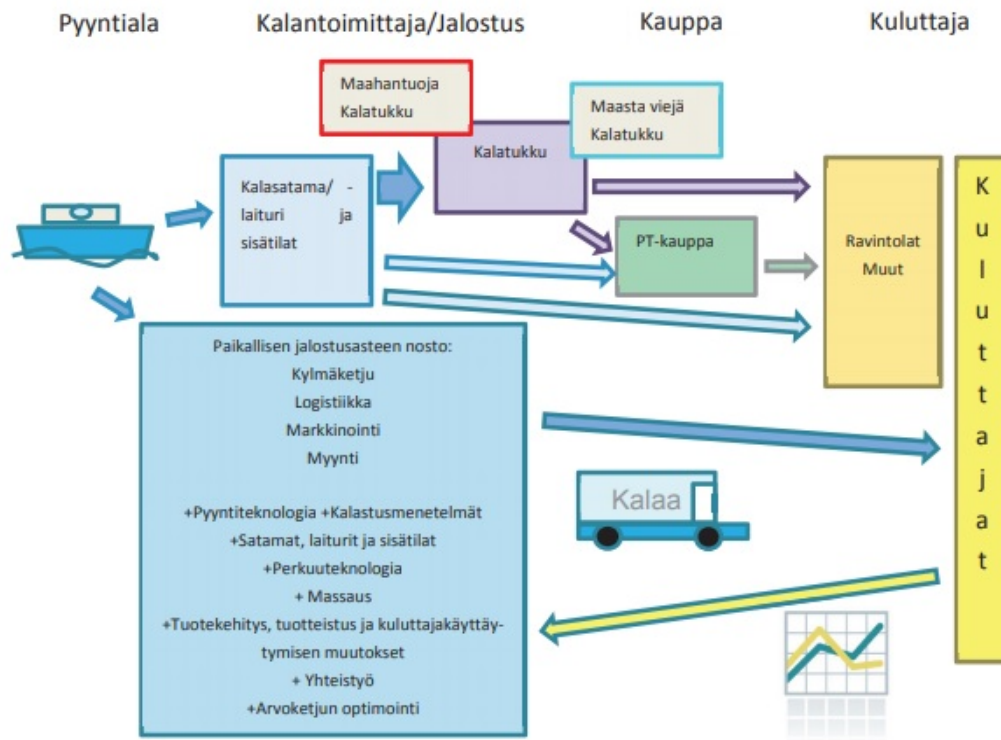 Pyyntiala
Kalantoimittaja/Jalostus
Kauppa
Kuluttaja
Maahantuoja
Kalatukku
Maasta viejä
Kalatukku
Kalatukku
Kalasatama/ -
laituri ja
sisätilat
PT-kauppa
Ravintolat
Muut
K
u
l
u
t
t
a
j
a
t
Paikallisen jalostusasteen nosto:
Kylmäketju
Logistiikka
Markkinointi
Myynti
+Pyyntiteknologia +Kalastusmenetelmät
+Satamat, laiturit ja sisätilat
+Perkuuteknologia
+ Massaus
+Tuotekehitys, tuotteistus ja kuluttajakäyttäy-
tymisen muutokset
+ Yhteistyö
+Arvoketjun optimointi
Kalaa